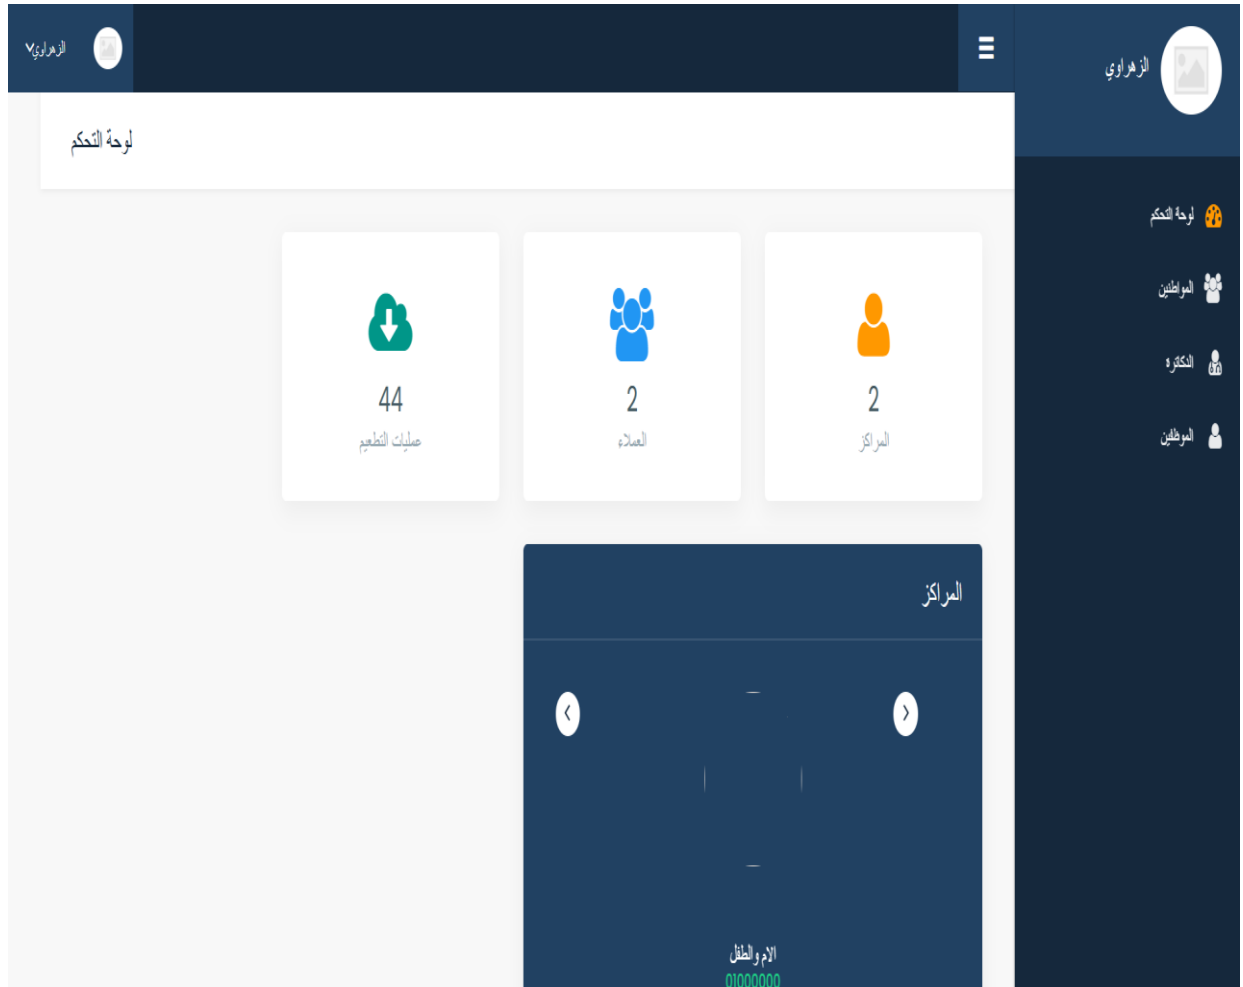 الزهراوي
الزهراوي
لوحة التحكم
المواطنين
الدكاتره
الموظفين
لوحة التحكم
2
المراكز
2
العملاء
44
عمليات التطعيم
المراكز
الام والطفل
01000000